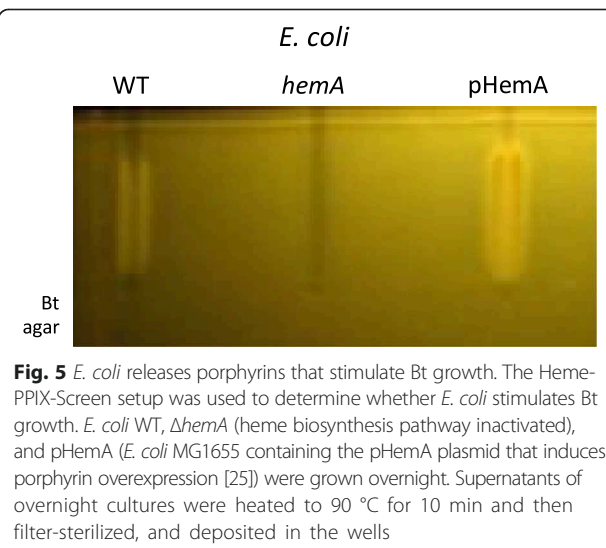 E. coli
WT hemA pHemA
Bt
agar
Fig. 5 E. coli releases porphyrins that stimulate Bt growth. The Heme-
PPIX-Screen setup was used to determine whether E. coli stimulates Bt
growth. E. coli WT, ΔhemA (heme biosynthesis pathway inactivated),
and pHemA (E. coli MG1655 containing the pHemA plasmid that induces
porphyrin overexpression [25]) were grown overnight. Supernatants of
overnight cultures were heated to 90 °C for 10 min and then
filter-sterilized, and deposited in the wells